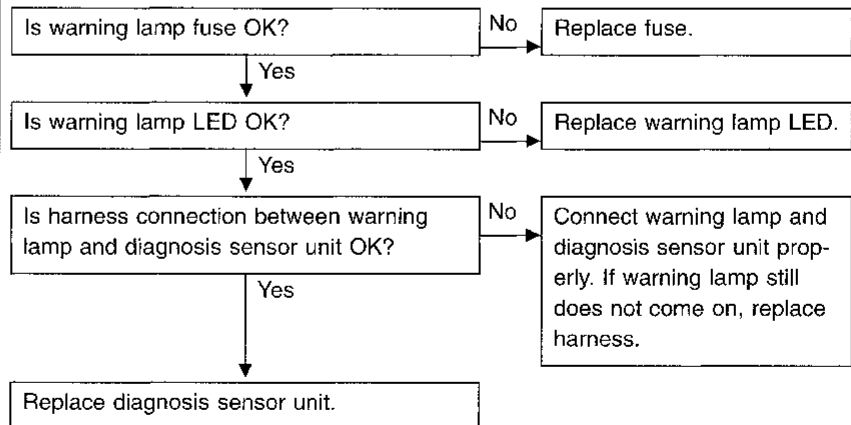 Is warning lamp fuse OK?
No
Replace fuse.
Yes
Is warning lamp LED OK?
No
Replace warning lamp LED.
Yes
Is harness connection between warning
lamp and diagnosis sensor unit OK?
No
Connect warning lamp and
diagnosis sensor unit prop-
erly. If warning lamp still
does not come on, replace
harness.
Yes
Replace diagnosis sensor unit.